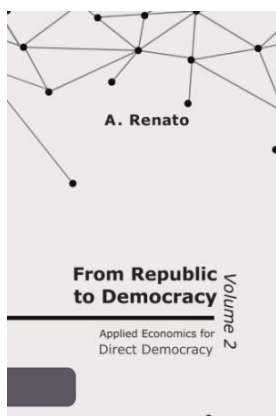 A. Renato
From Republic
to Democracy
Volume 2
Applied Economics for
Direct Democracy